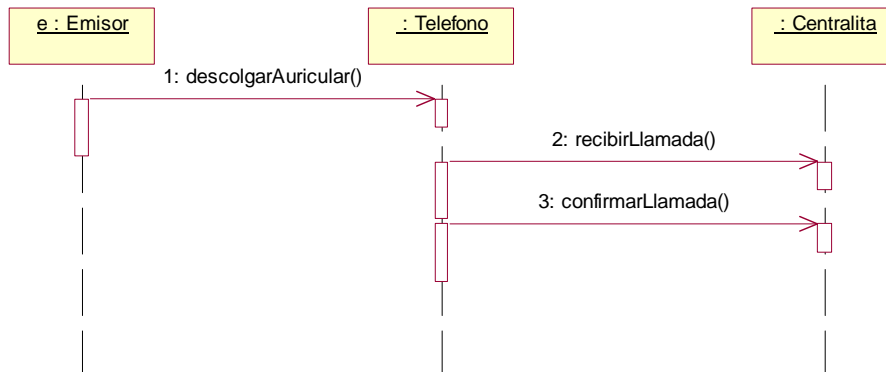 e : Emisor
: Telefono
: Centralita
1: descolgarAuricular()
2: recibirLlamada()
3: confirmarLlamada()